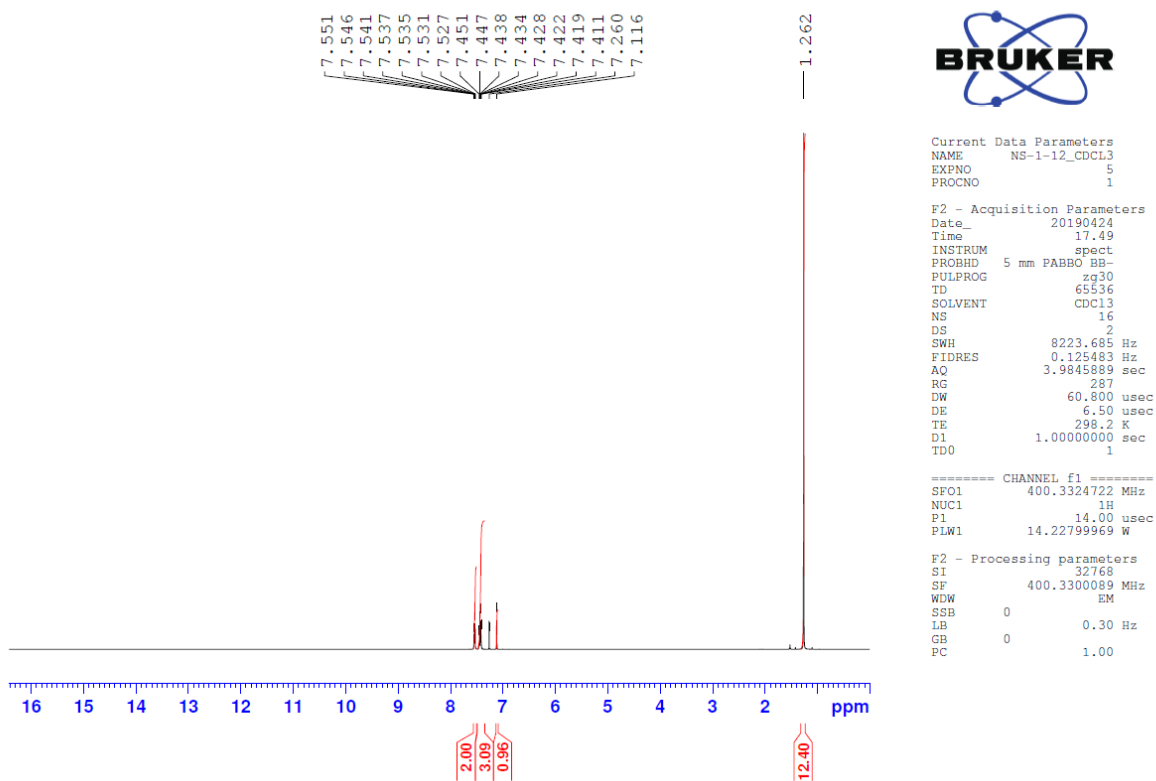 7.551
7.546
7.541
7.537
7.535
7.531
7.527
7.451
7.447
7.438
7.434
7.428
7.422
7.419
7.411
7.260
7.116
1.262
BRUKER
Current Data Parameters
NAME NS-1-12_CDCL3
EXPNO 5
PROCNO 1
F2 - Acquisition Parameters
Date_ 20190424
Time 17.49
INSTRUM spect
PROBHD 5 mm PABBO BB-
PULPROG zg30
TD 65536
SOLVENT CDCl3
NS 16
DS 2
SWH 8223.685 Hz
FIDRES 0.125483 Hz
AQ 3.9845889 sec
RG 287
DW 60.800 usec
DE 6.50 usec
TE 298.2 K
D1 1.00000000 sec
TD0 1
======== CHANNEL f1 ========
SFO1 400.3324722 MHz
NUC1 1H
P1 14.00 usec
PLW1 14.22799969 W
F2 - Processing parameters
SI 32768
SF 400.3300089 MHz
WDW EM
SSB 0
LB 0.30 Hz
GB 0
PC 1.00
16 15 14 13 12 11 10 9 8 7 6 5 4 3 2 ppm
2.00
3.09
0.96
12.40